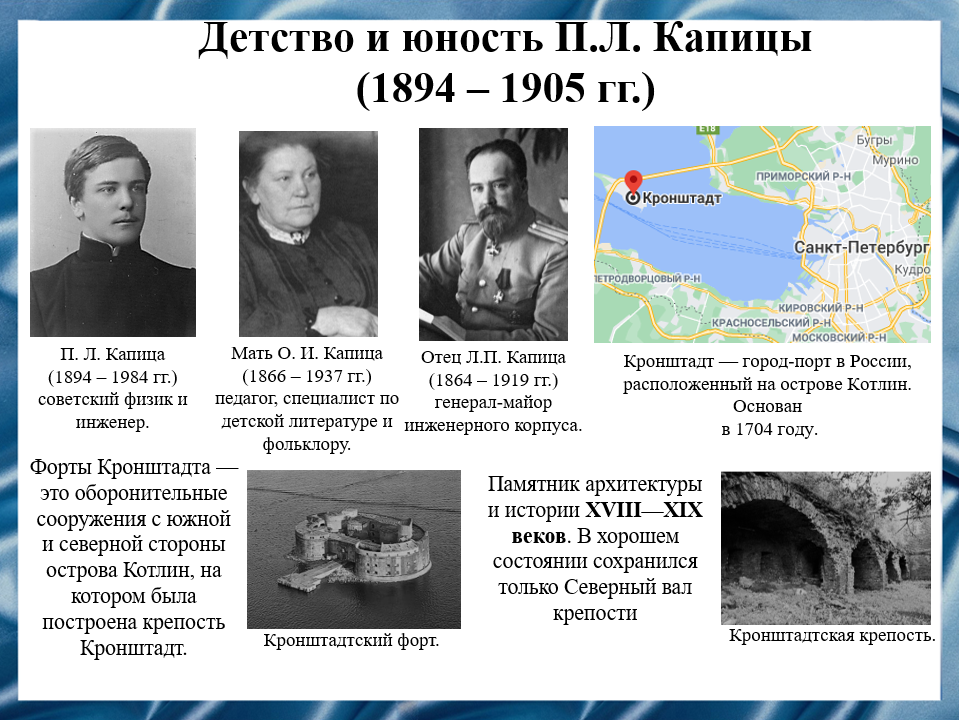 Детство и юность П.Л. Капицы
(1894 – 1905 гг.)
П. Л. Капица
(1894 – 1984 гг.)
советский физик и
инженер.
Мать О. И. Капица
(1866 – 1937 гг.)
педагог, специалист по
детской литературе и
фольклору.
Отец Л.П. Капица
(1864 – 1919 гг.)
генерал-майор
инженерного корпуса.
E18
Бугры
Мурино
ПРИМОРСКИЙ Р-Н
Кронштадт
Санкт-Петербург
Кудро
ПЕТРОДВОРЦОВЫЙ Р-Н
КИРОВСКИЙ Р-Н
КРАСНОСЕЛЬСКИЙ Р-Н
МОСКОВСКИЙ Р-Н
Кронштадт — город-порт в России,
расположенный на острове Котлин.
Основан
в 1704 году.
Форты Кронштадта —
это оборонительные
сооружения с южной
и северной стороны
острова Котлин, на
котором была
построена крепость
Кронштадт.
Кронштадтский форт.
Памятник архитектуры
и истории XVIII—XIX
веков. В хорошем
состоянии сохранился
только Северный вал
крепости
Кронштадтская крепость.